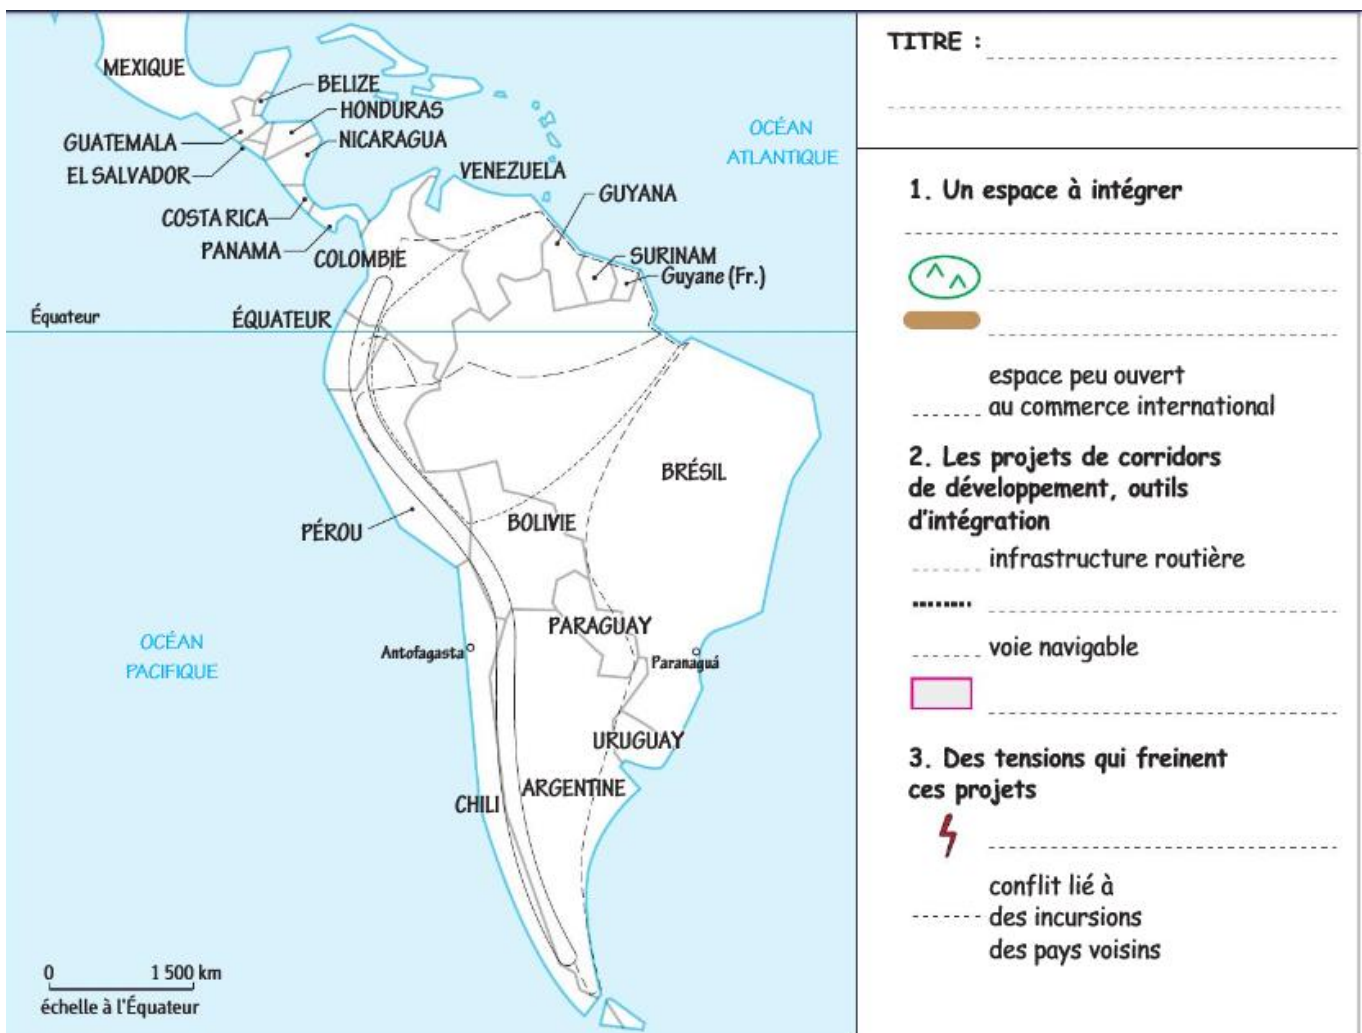 MEXIQUE
BELIZE
HONDURAS
GUATEMALA
NICARAGUA
EL SALVADOR
OCÉAN
ATLANTIQUE
VENEZUELA
GUYANA
COSTA RICA
PANAMA
COLOMBIE
SURINAM
Guyane (Fr.)
Équateur
ÉQUATEUR
BRÉSIL
PÉROU
BOLIVIE
OCÉAN
PACIFIQUE
PARAGUAY
Antofagasta
Paranaguá
URUGUAY
ARGENTINE
CHILI
0 1 500 km
échelle à l'Équateur
TITRE :
1. Un espace à intégrer
espace peu ouvert
au commerce international
2. Les projets de corridors
de développement, outils
d'intégration
infrastructure routière
voie navigable
3. Des tensions qui freinent
ces projets
conflit lié à
des incursions
des pays voisins